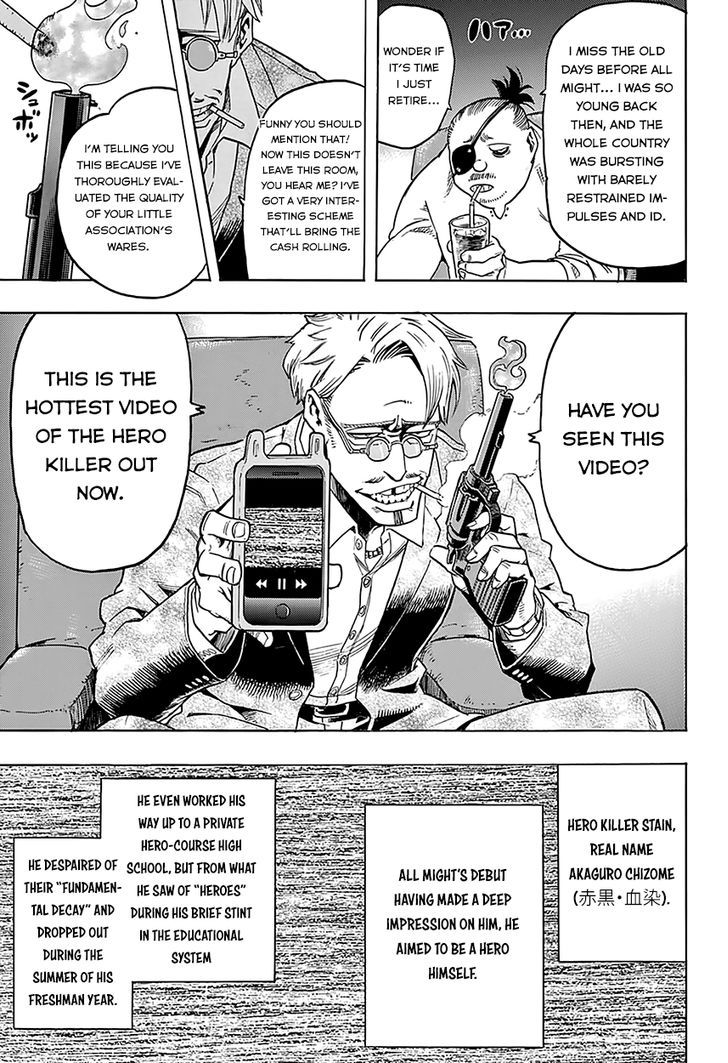 I MISS THE OLD
DAYS BEFORE ALL
MIGHT... I WAS SO
YOUNG BACK
THEN, AND THE
WHOLE COUNTRY
WAS BURSTING
WITH BARELY
RESTRAINED IM-
PULSES AND ID.
ハァ...
WONDER IF
IT'S TIME
I JUST
RETIRE...
FUNNY YOU SHOULD
MENTION THAT!
NOW THIS DOESN'T
LEAVE THIS ROOM,
YOU HEAR ME? I'VE
GOT A VERY INTER-
ESTING SCHEME
THAT'LL BRING THE
CASH ROLLING.
シュボッ
I'M TELLING YOU
THIS BECAUSE I'VE
THOROUGHLY EVAL-
UATED THE QUALITY
OF YOUR LITTLE
ASSOCIATION'S
WARES.
HAVE YOU
SEEN THIS
VIDEO?
THIS IS THE
HOTTEST VIDEO
OF THE HERO
KILLER OUT
NOW.
HERO KILLER STAIN,
REAL NAME
AKAGURO CHIZOME
(赤黒・血染).
ALL MIGHT'S DEBUT
HAVING MADE A DEEP
IMPRESSION ON HIM, HE
AIMED TO BE A HERO
HIMSELF.
HE EVEN WORKED HIS
WAY UP TO A PRIVATE
HERO-COURSE HIGH
SCHOOL, BUT FROM WHAT
HE SAW OF "HEROES"
DURING HIS BRIEF STINT
IN THE EDUCATIONAL
SYSTEM
HE DESPAIRED OF
THEIR "FUNDAMEN-
TAL DECAY" AND
DROPPED OUT
DURING THE
SUMMER OF HIS
FRESHMAN YEAR.